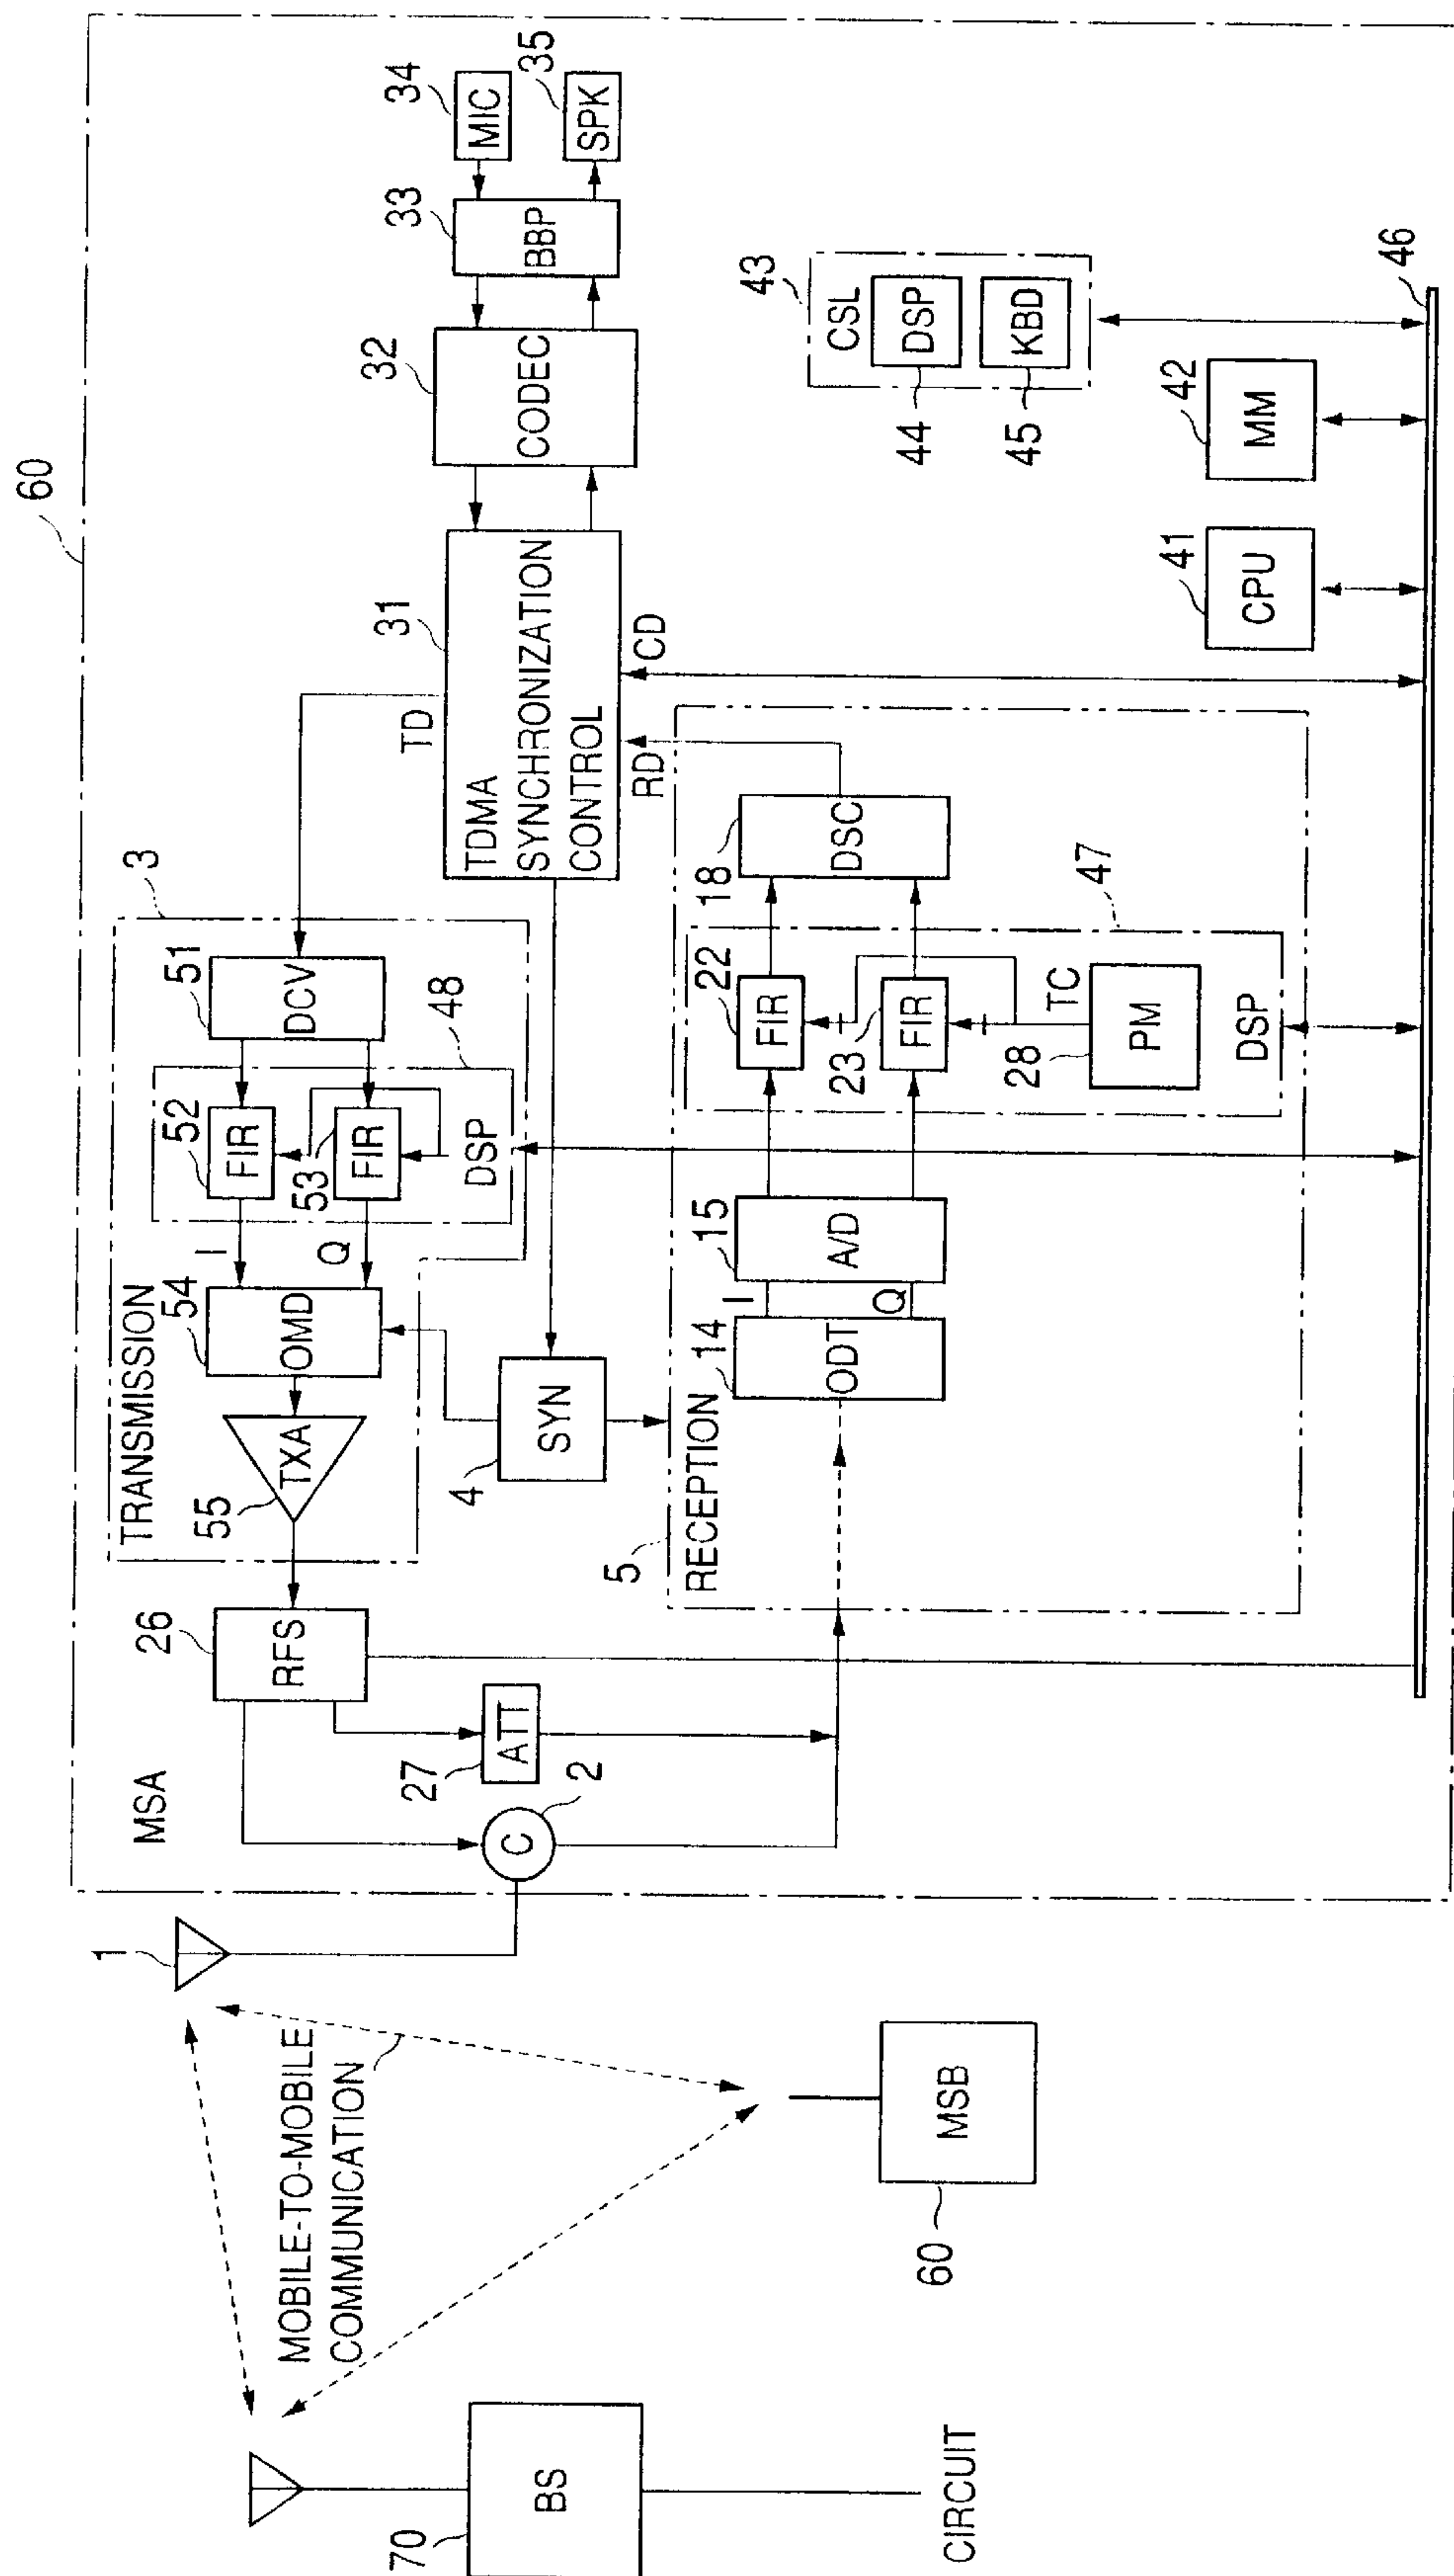 60
MSA
TRANSMISSION
3
26
RFS
55
TXA
54
OMD
I
Q
52
FIR
53
FIR
DSP
48
51
DCV
TD
31
TDMA
SYNCHRONIZATION
CONTROL
32
CODEC
33
BBP
34
MIC
35
SPK
1
C
2
27
ATT
4
SYN
RD
CD
5
RECEPTION
14
ODT
I
Q
15
A/D
22
FIR
23
FIR
TC
28
PM
DSP
47
18
DSC
41
CPU
42
MM
43
CSL
DSP
44
KBD
45
46
MOBILE-TO-MOBILE
COMMUNICATION
70
BS
CIRCUIT
MSB
60